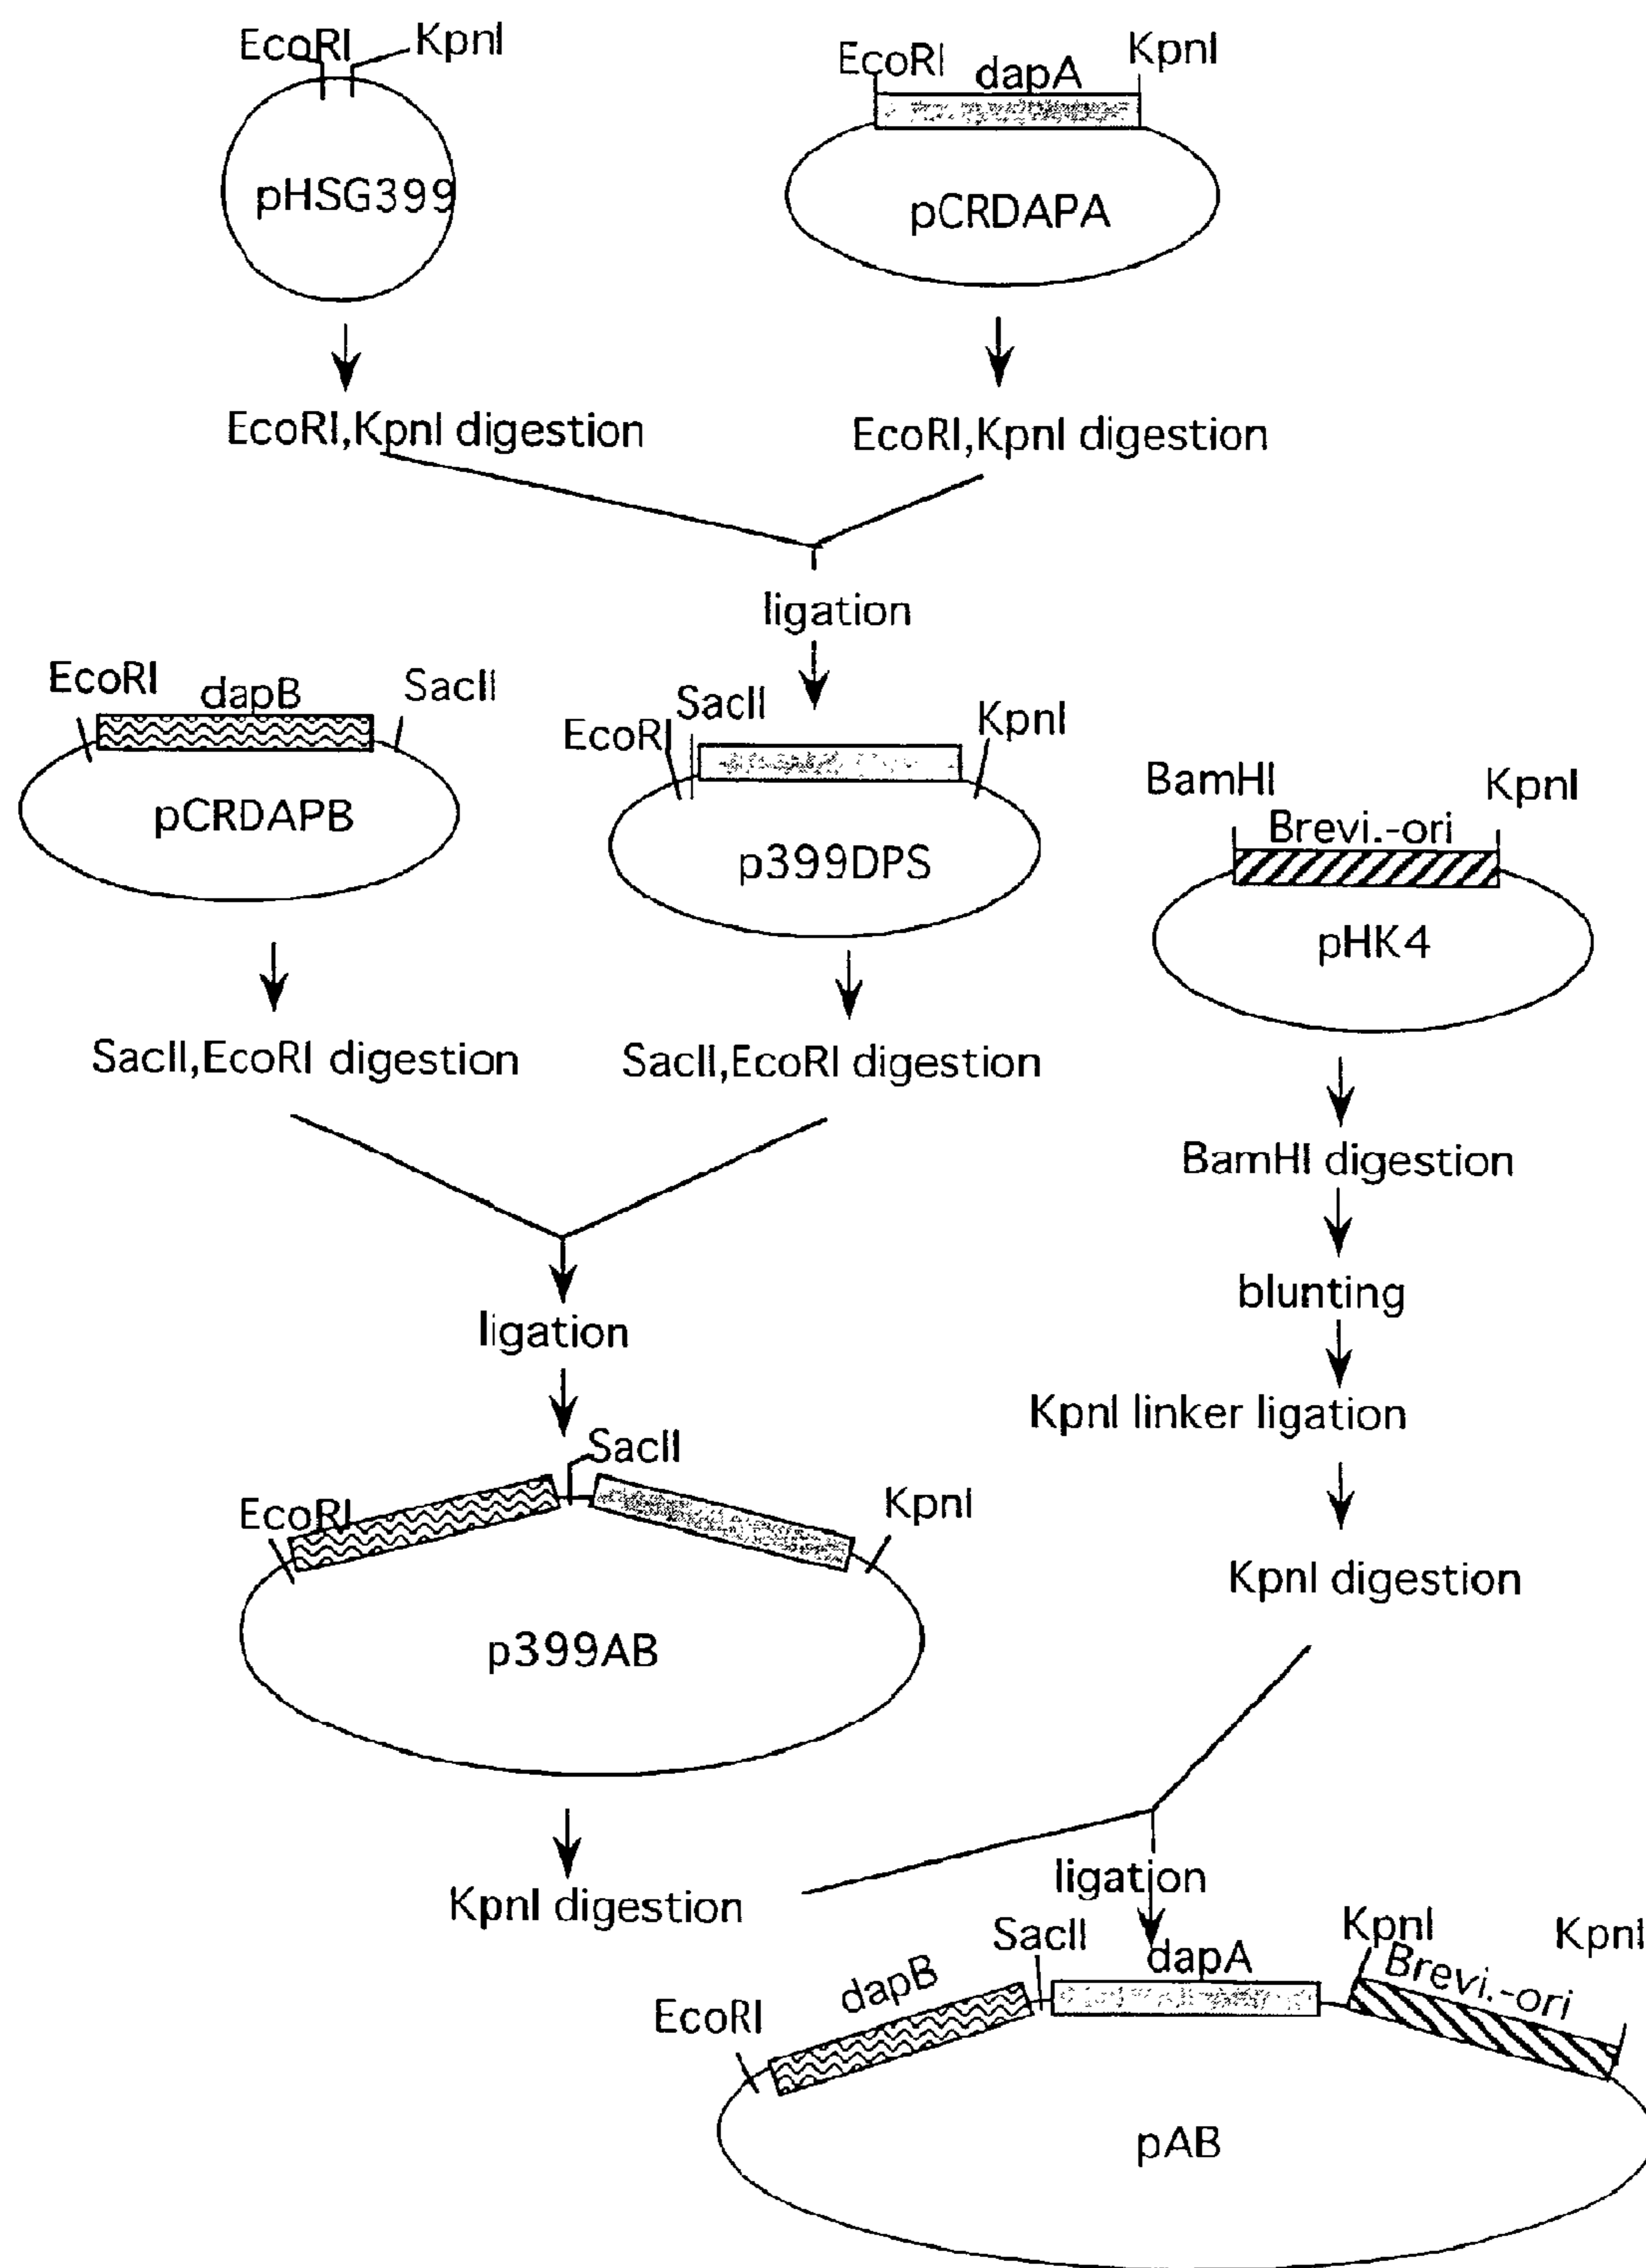 EcoRI KpnI
EcoRI dapA KpnI
pHSG399
pCRDAPA
EcoRI,KpnI digestion
EcoRI,KpnI digestion
ligation
EcoRI dapB SacII
EcoRI SacII KpnI
BamHI KpnI
Brevi.-ori
pCRDAPB
p399DPS
pHK4
SacII,EcoRI digestion
SacII,EcoRI digestion
BamHI digestion
blunting
ligation
KpnI linker ligation
SacII
EcoRI KpnI
KpnI digestion
p399AB
ligation
KpnI digestion
EcoRI dapB SacII dapA KpnI Brevi.-ori KpnI
pAB